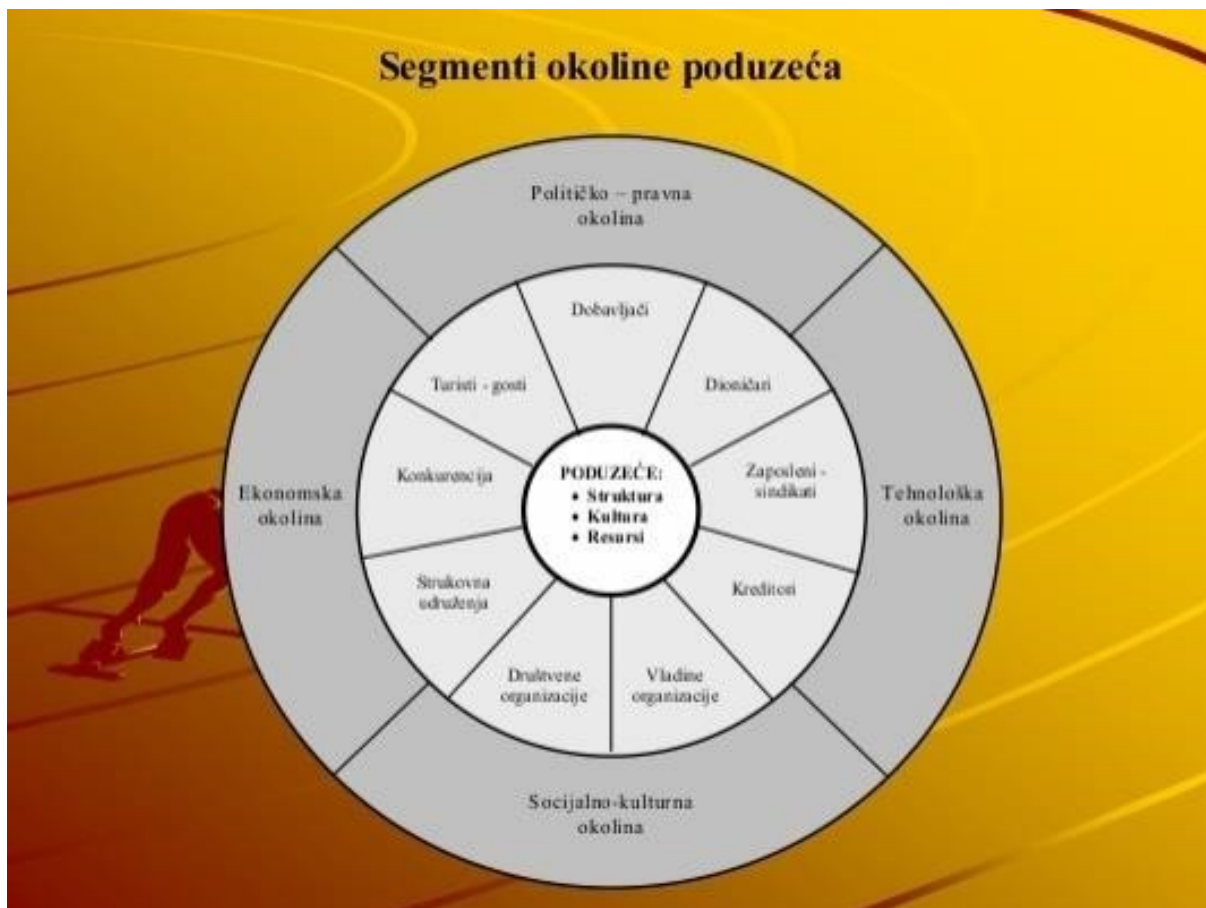 Segmenti okoline poduzeća
Političko – pravna
okolina
Dobavljači
Turisti - gosti
Dioničari
Konkurencija
PODUZEĆE:
• Struktura
• Kultura
• Resursi
Zaposleni -
sindikati
Ekonomska
okolina
Tehnološka
okolina
Strukovna
udruženja
Kreditori
Društvene
organizacije
Vladine
organizacije
Socijalno-kulturna
okolina